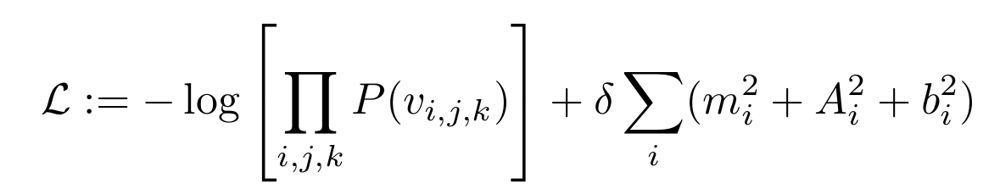 \mathcal{L} := -\log \left[ \prod_{i,j,k} P(v_{i,j,k}) \right] + \delta \sum_{i} (m_i^2 + A_i^2 + b_i^2)